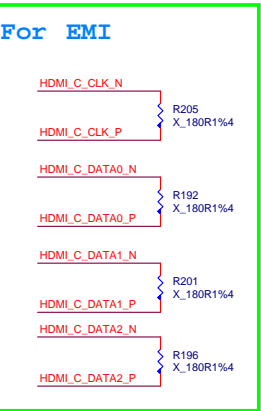 For EMI
HDMI_C_CLK_N
R205
X_180R1%4
HDMI_C_CLK_P
HDMI_C_DATA0_N
R192
X_180R1%4
HDMI_C_DATA0_P
HDMI_C_DATA1_N
R201
X_180R1%4
HDMI_C_DATA1_P
HDMI_C_DATA2_N
R196
X_180R1%4
HDMI_C_DATA2_P